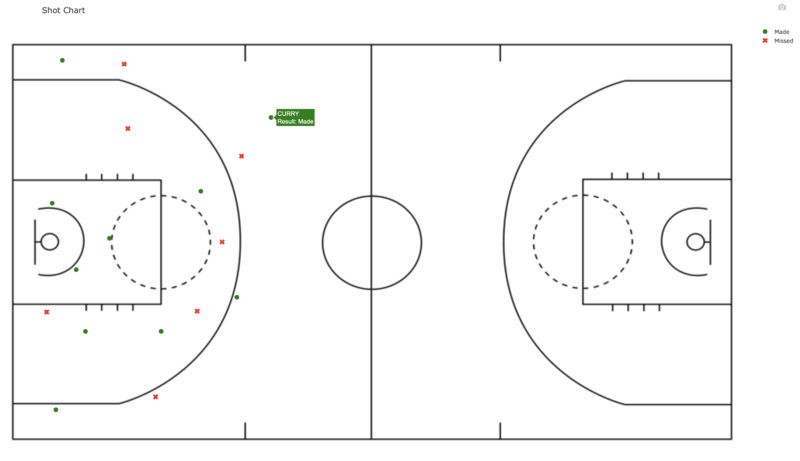 Shot Chart
Made
Missed
CURRY
Result: Made